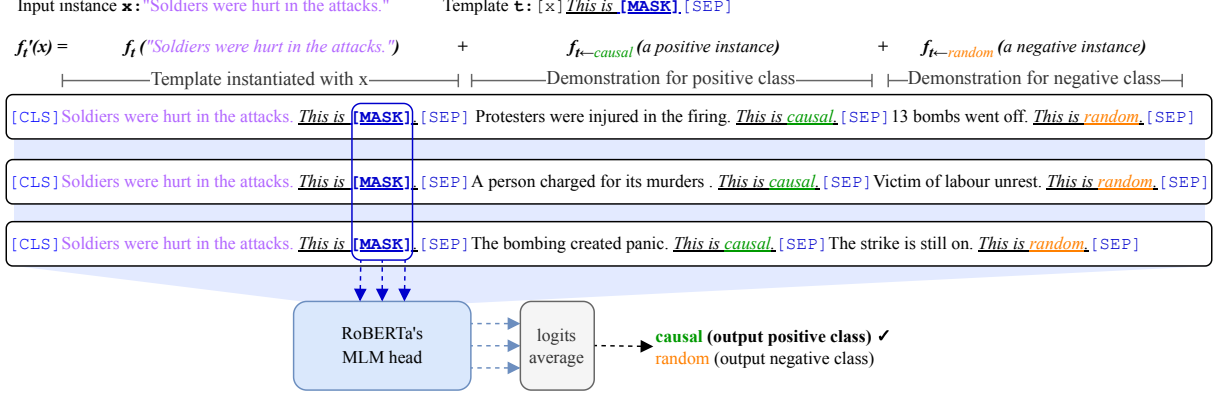 Input instance x: "Soldiers were hurt in the attacks." Template t: [x] This is [MASK] [SEP]
f_t'(x) = f_t ("Soldiers were hurt in the attacks.") + f_t←causal (a positive instance) + f_t←random (a negative instance)
Template instantiated with x Demonstration for positive class Demonstration for negative class
[CLS] Soldiers were hurt in the attacks. This is [MASK]. [SEP] Protesters were injured in the firing. This is causal. [SEP] 13 bombs went off. This is random. [SEP]
[CLS] Soldiers were hurt in the attacks. This is [MASK]. [SEP] A person charged for its murders . This is causal. [SEP] Victim of labour unrest. This is random. [SEP]
[CLS] Soldiers were hurt in the attacks. This is [MASK]. [SEP] The bombing created panic. This is causal. [SEP] The strike is still on. This is random. [SEP]
RoBERTa's
MLM head
logits
average
causal (output positive class) ✓
random (output negative class)